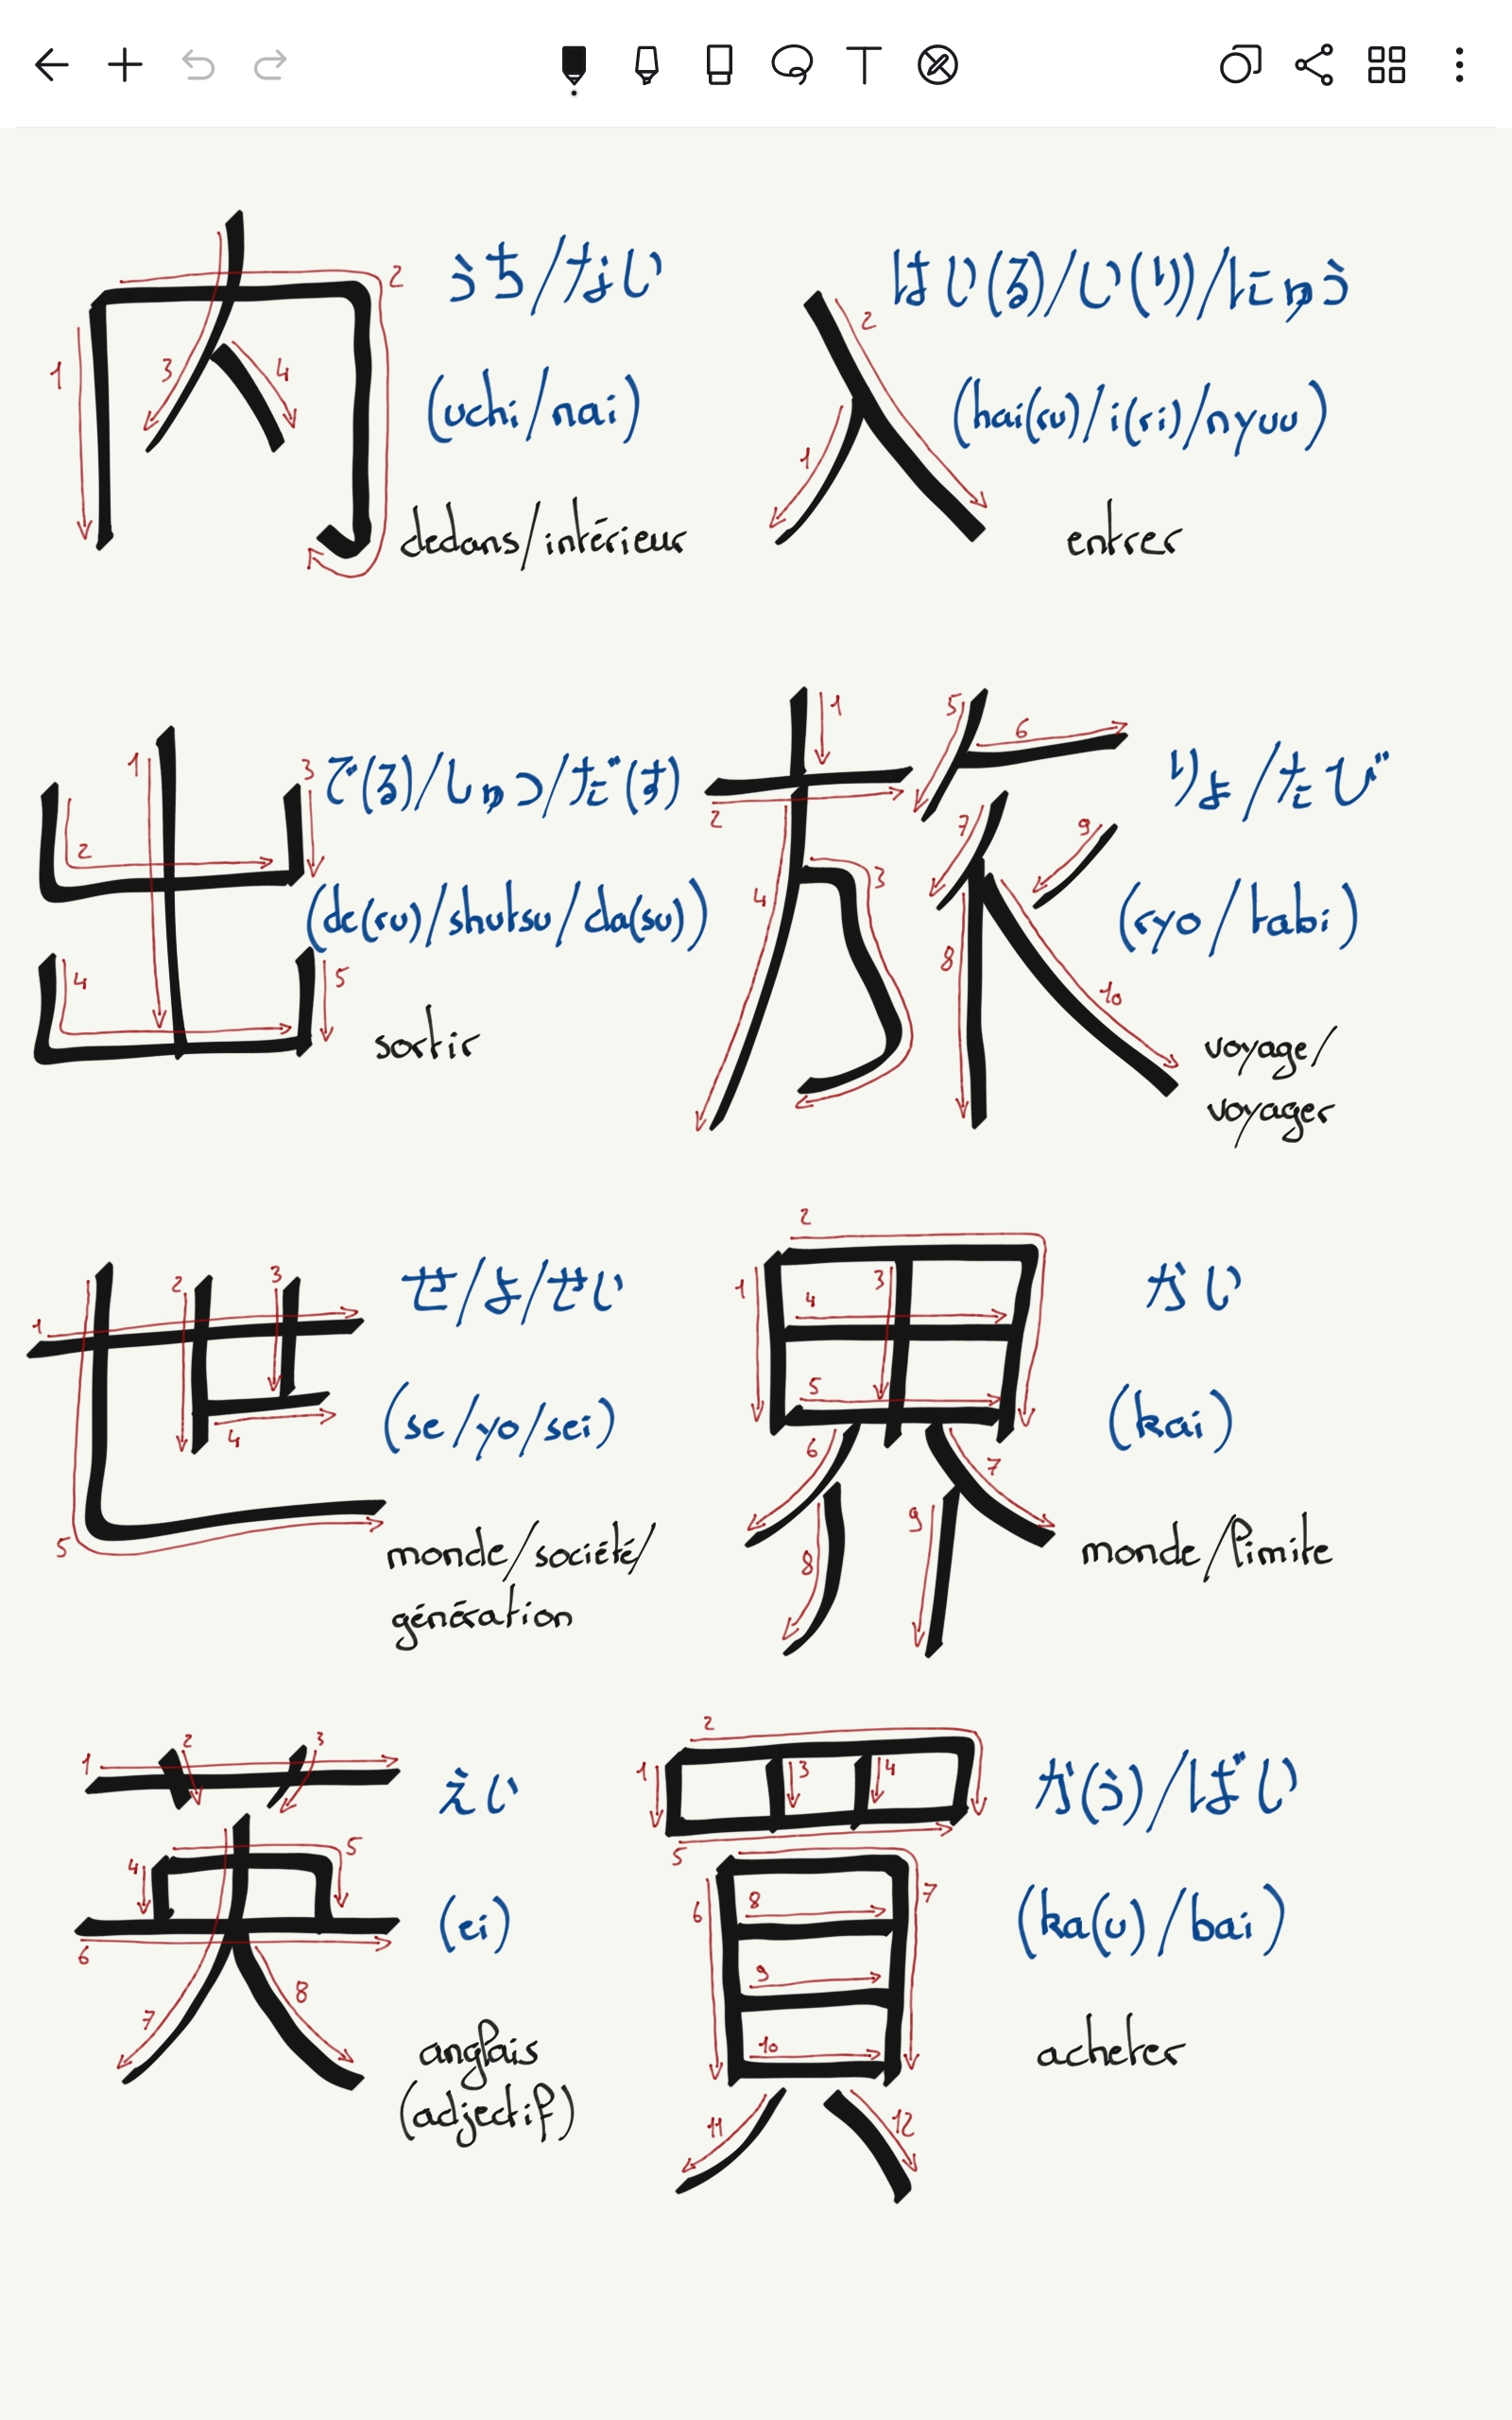 内
1 2 3 4
うち/ない
(uchi/nai)
dedans/intérieur
入
1 2
はい(る)/い(り)/にゅう
(hai(ru)/i(ri)/nyuu)
entrer
出
1 2 3 4 5
で(る)/しゅつ/だ(す)
(de(ru)/shutsu/da(su))
sortir
旅
1 2 3 4 5 6 7 8 9 10
りょ/たび
(ryo/tabi)
voyage/
voyager
世
1 2 3 4 5
せ/よ/せい
(se/yo/sei)
monde/société/
génération
界
1 2 3 4 5 6 7 8 9
かい
(kai)
monde/limite
英
1 2 3 4 5 6 7 8
えい
(ei)
anglais
(adjectif)
買
1 2 3 4 5 6 7 8 9 10 11 12
か(う)/ばい
(ka(u)/bai)
acheter